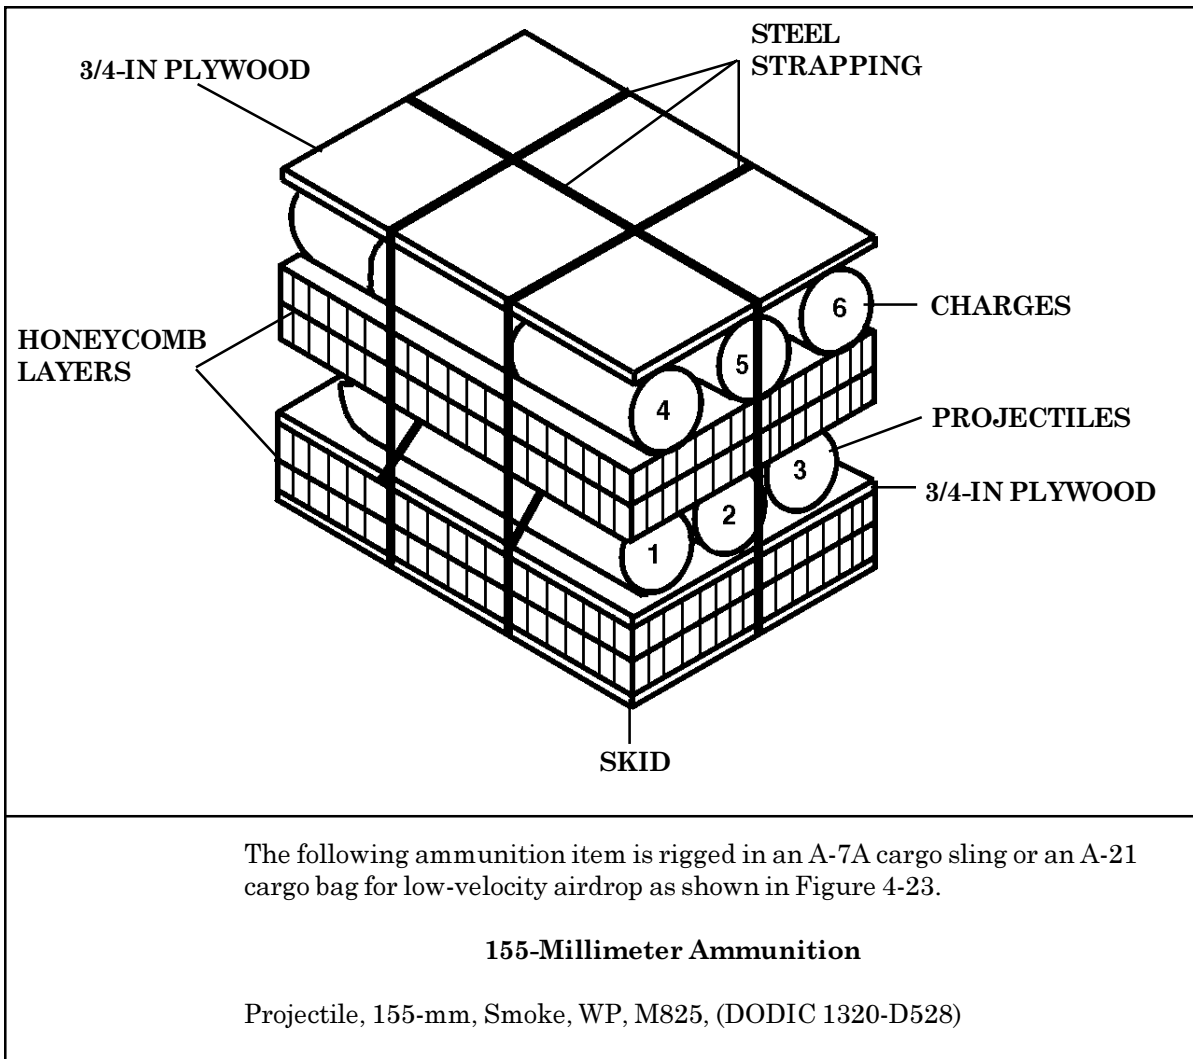 STEEL
STRAPPING
3/4-IN PLYWOOD
6
CHARGES
HONEYCOMB
LAYERS
5
4
PROJECTILES
3
3/4-IN PLYWOOD
2
1
SKID
The following ammunition item is rigged in an A-7A cargo sling or an A-21
cargo bag for low-velocity airdrop as shown in Figure 4-23.
155-Millimeter Ammunition
Projectile, 155-mm, Smoke, WP, M825, (DODIC 1320-D528)